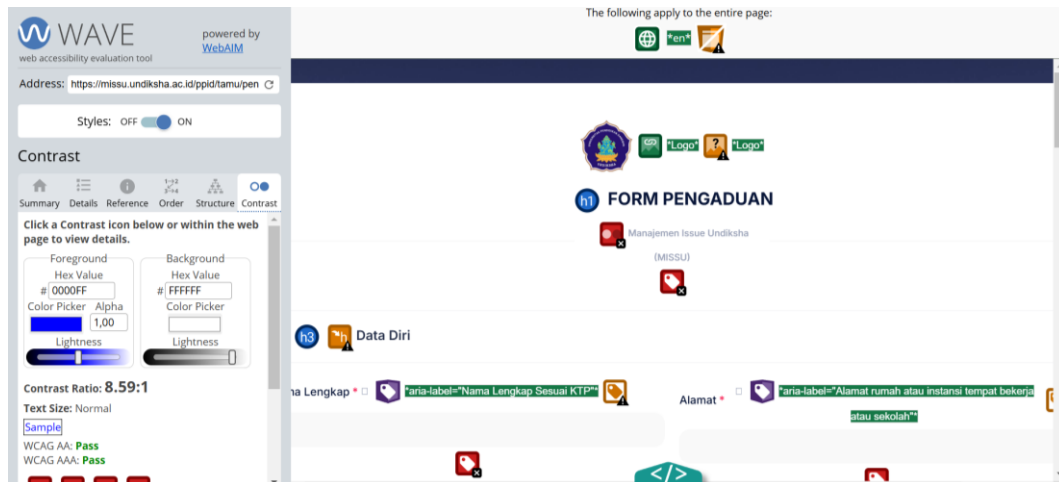 WAVE
powered by
WebAIM
web accessibility evaluation tool
Address: https://missu.undiksha.ac.id/ppid/tamu/pen
Styles: OFF ON
Contrast
Summary Details Reference Order Structure Contrast
Click a Contrast icon below or within the web
page to view details.
Foreground
Hex Value
# 0000FF
Color Picker Alpha
1,00
Lightness
Background
Hex Value
# FFFFFF
Color Picker
Lightness
Contrast Ratio: 8.59:1
Text Size: Normal
Sample
WCAG AA: Pass
WCAG AAA: Pass
The following apply to the entire page:
*en*
*Logo* *Logo*
h1 FORM PENGADUAN
Manajemen Issue Undiksha
(MISSU)
h3 Data Diri
na Lengkap * *aria-label="Nama Lengkap Sesuai KTP"*
Alamat * *aria-label="Alamat rumah atau instansi tempat bekerja
atau sekolah"*
</>